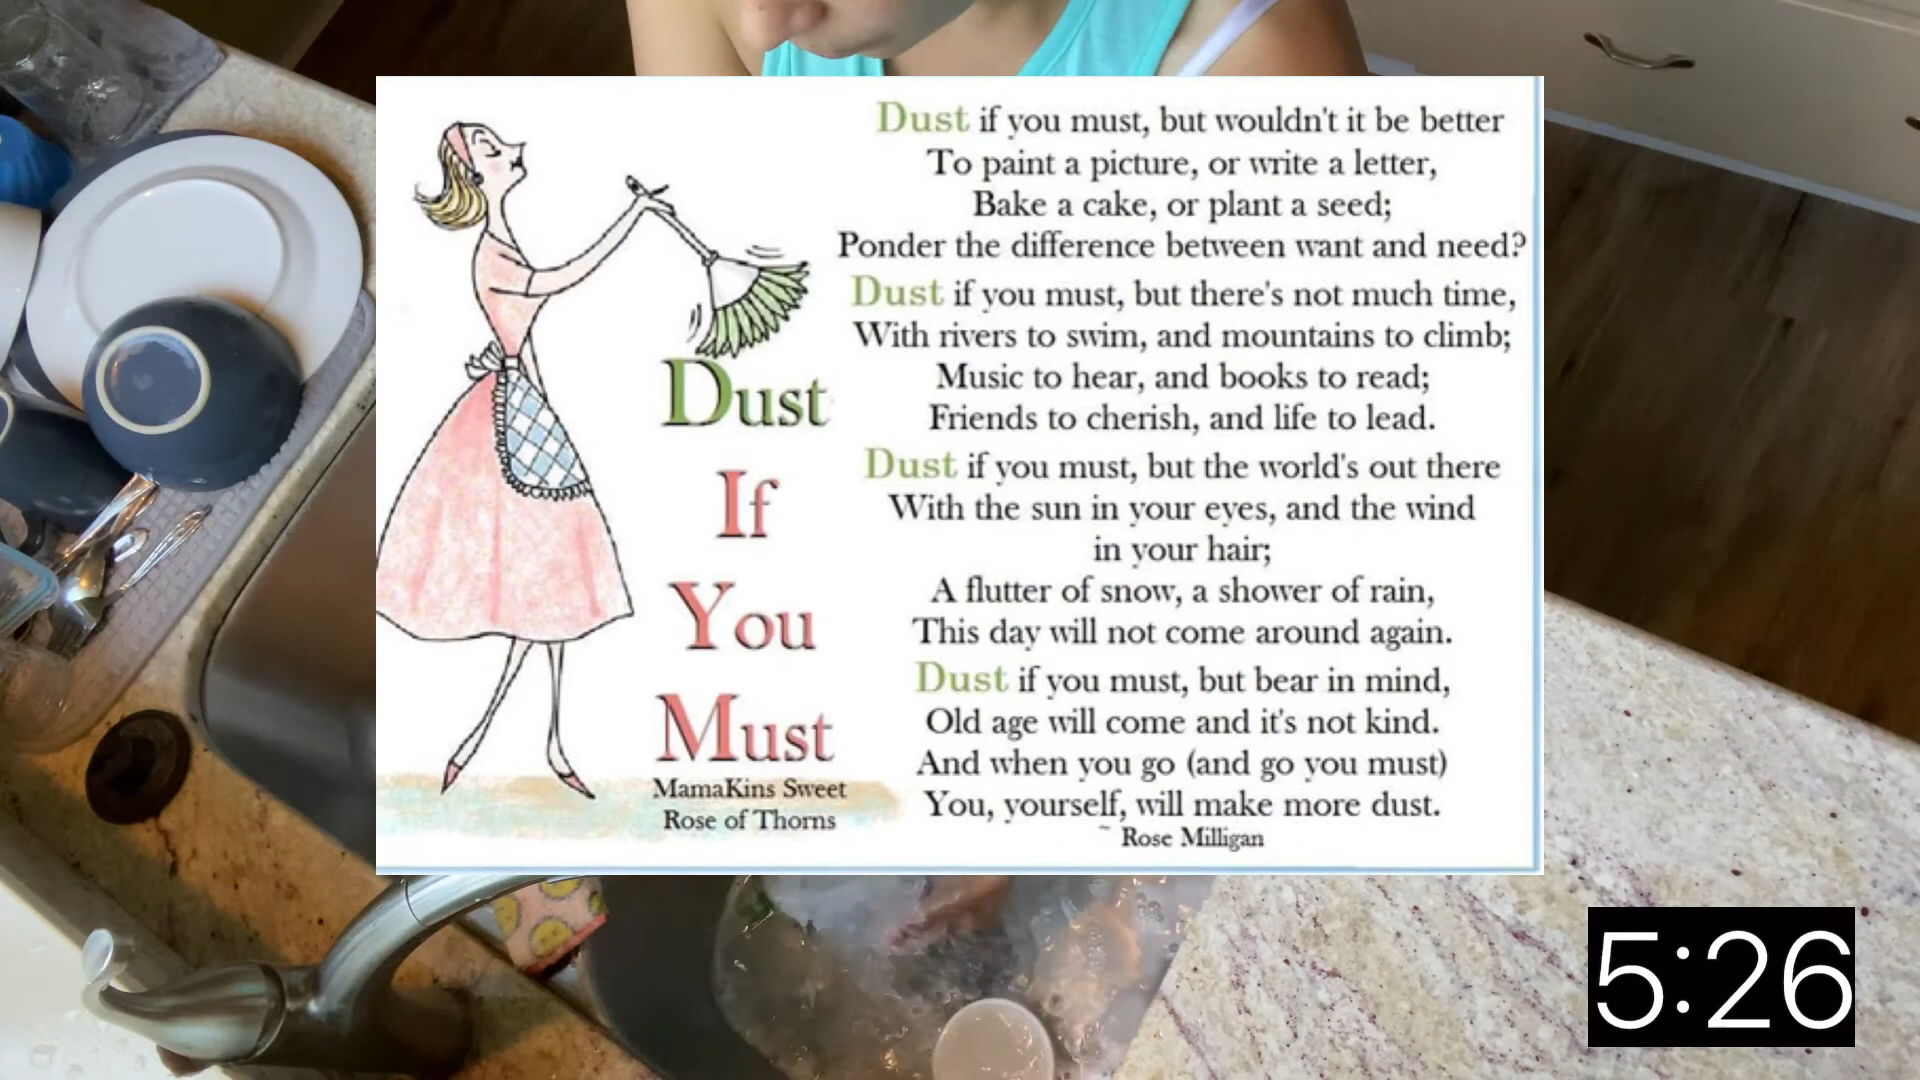 Dust if you must, but wouldn't it be better
To paint a picture, or write a letter,
Bake a cake, or plant a seed;
Ponder the difference between want and need?
Dust if you must, but there's not much time,
With rivers to swim, and mountains to climb;
Music to hear, and books to read;
Friends to cherish, and life to lead.
Dust if you must, but the world's out there
With the sun in your eyes, and the wind
in your hair;
A flutter of snow, a shower of rain,
This day will not come around again.
Dust if you must, but bear in mind,
Old age will come and it's not kind.
And when you go (and go you must)
You, yourself, will make more dust.
~ Rose Milligan
Dust
If
You
Must
MamaKins Sweet
Rose of Thorns
5:26